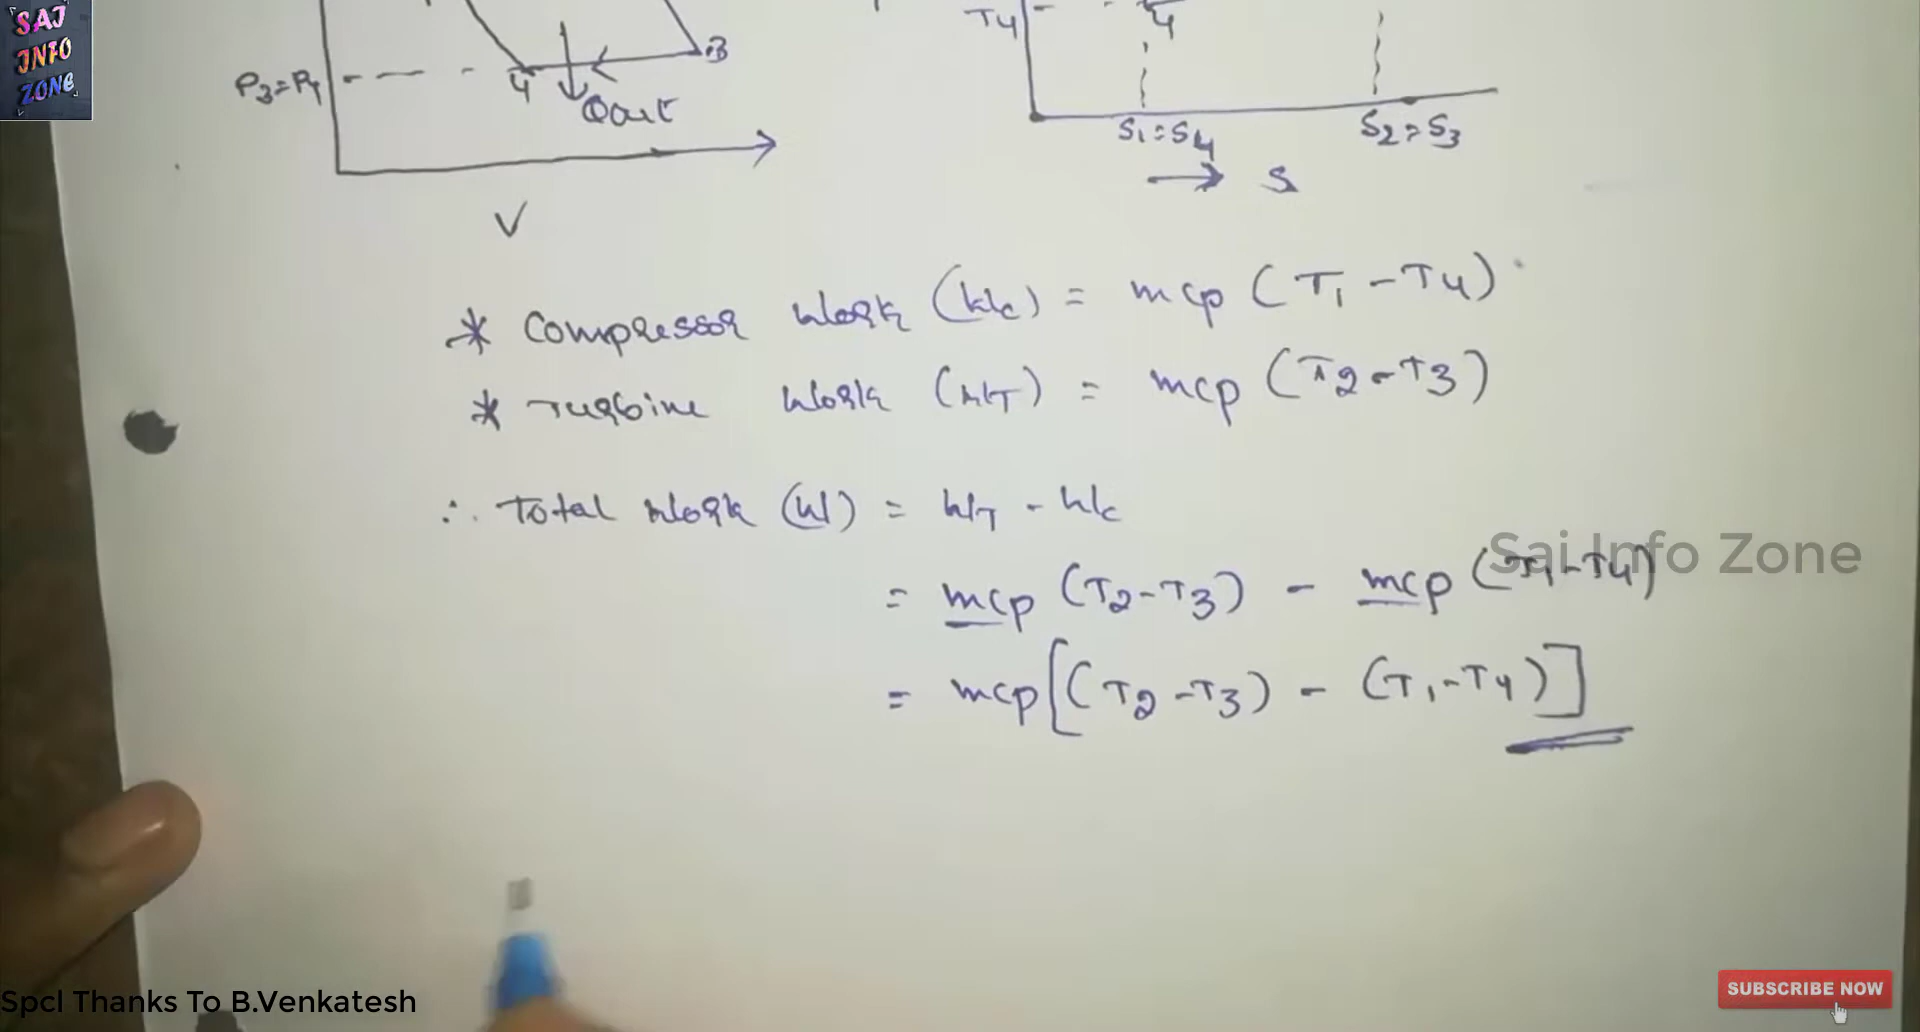 SAI
INFO
ZONE
P3=P4
4
3
Qout
V
T4
4
S1=S4
S2=S3
S
* Compressor Work (Wc) = mcp (T1 - T4)
* Turbine Work (WT) = mcp (T2 - T3)
∴ Total Work (W) = WT - Wc
= mcp (T2-T3) - mcp (T1-T4)
Sai Info Zone
= mcp[(T2-T3) - (T1-T4)]
Spcl Thanks To B.Venkatesh
SUBSCRIBE NOW